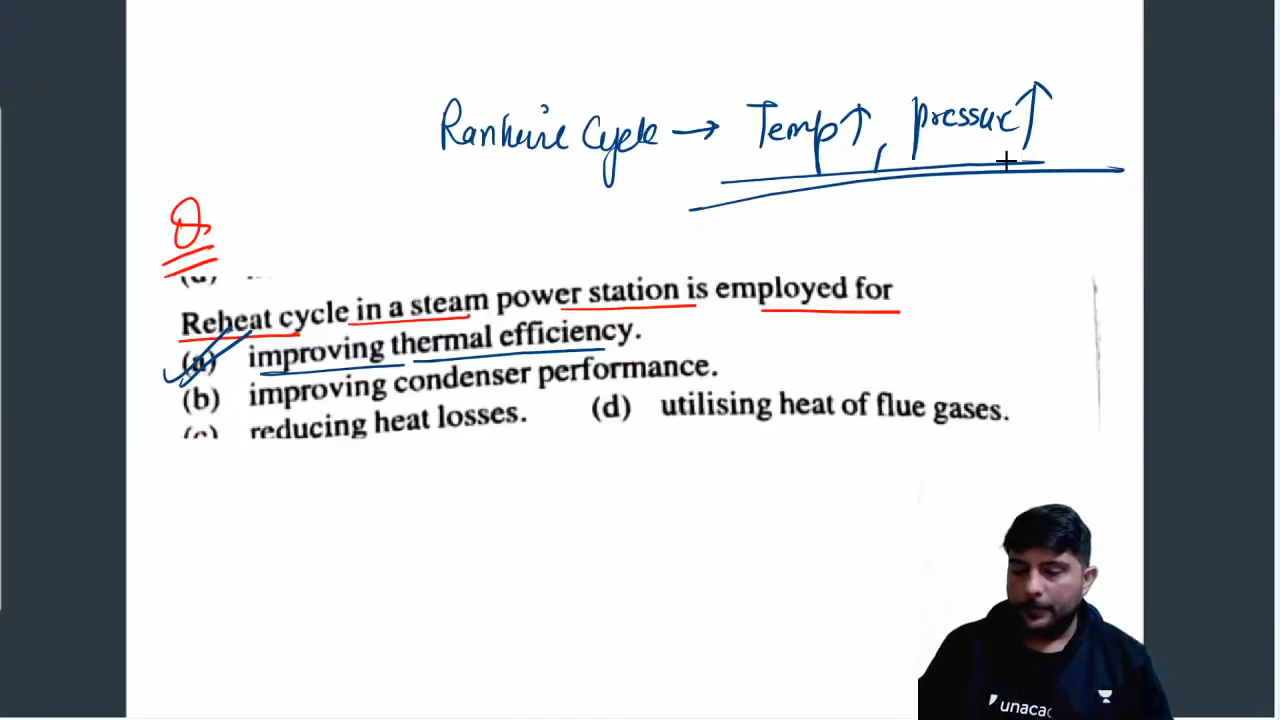 Rankine Cycle → Temp↑, pressure↑
Q.
Reheat cycle in a steam power station is employed for
(a) improving thermal efficiency.
(b) improving condenser performance.
(c) reducing heat losses. (d) utilising heat of flue gases.
unacad